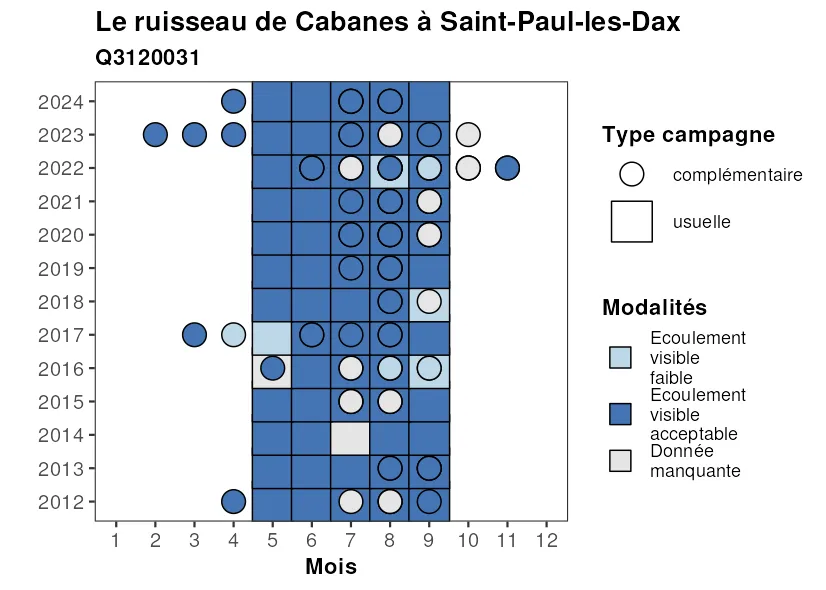 Le ruisseau de Cabanes à Saint-Paul-les-Dax
Q3120031
2024
2023
2022
2021
2020
2019
2018
2017
2016
2015
2014
2013
2012
1 2 3 4 5 6 7 8 9 10 11 12
Mois
Type campagne
complémentaire
usuelle
Modalités
Ecoulement
visible
faible
Ecoulement
visible
acceptable
Donnée
manquante